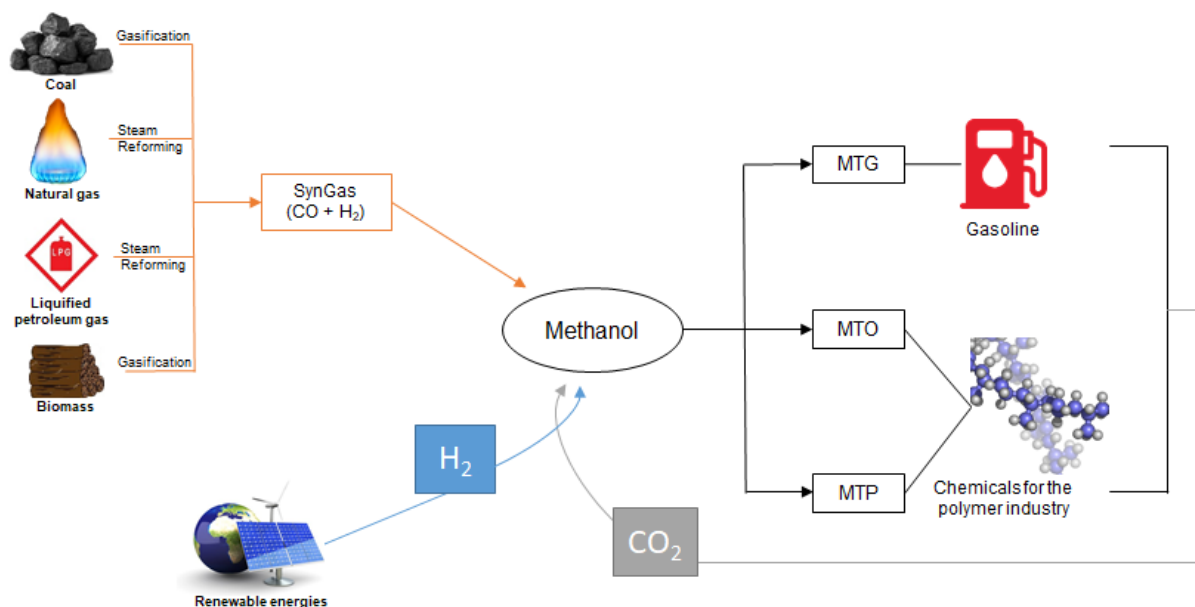 Gasification
Coal
Steam
Reforming
Natural gas
SynGas
(CO + H₂)
LPG
Steam
Reforming
Liquified
petroleum gas
Gasification
Biomass
Methanol
MTG
Gasoline
MTO
MTP
Chemicals for the
polymer industry
H₂
CO₂
Renewable energies